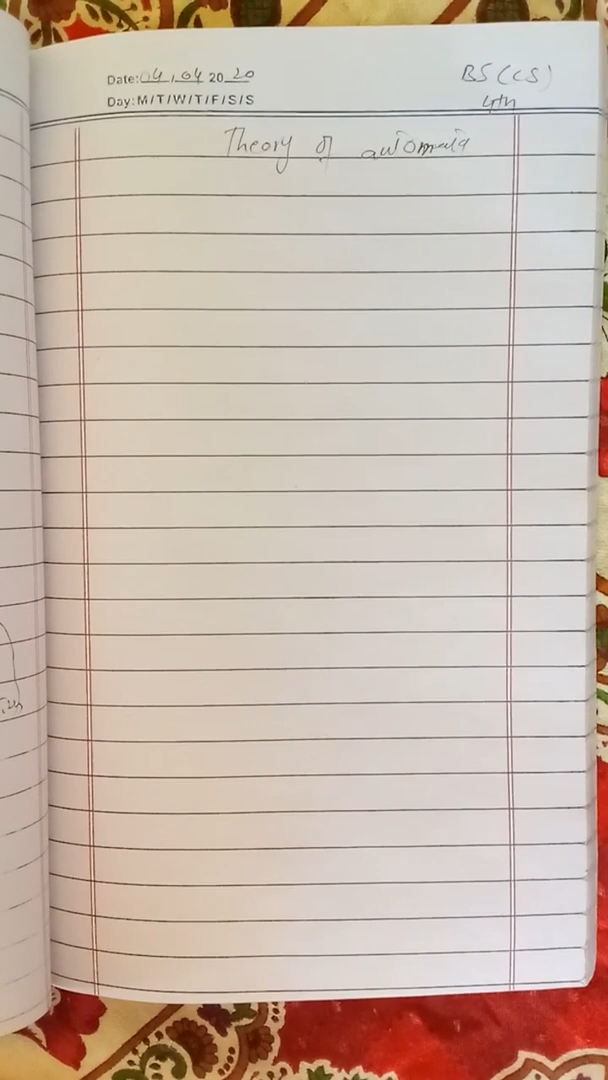 Date: 04, 04 20 20
BS (CS)
Day: M/T/W/T/F/S/S
4th
Theory of automata